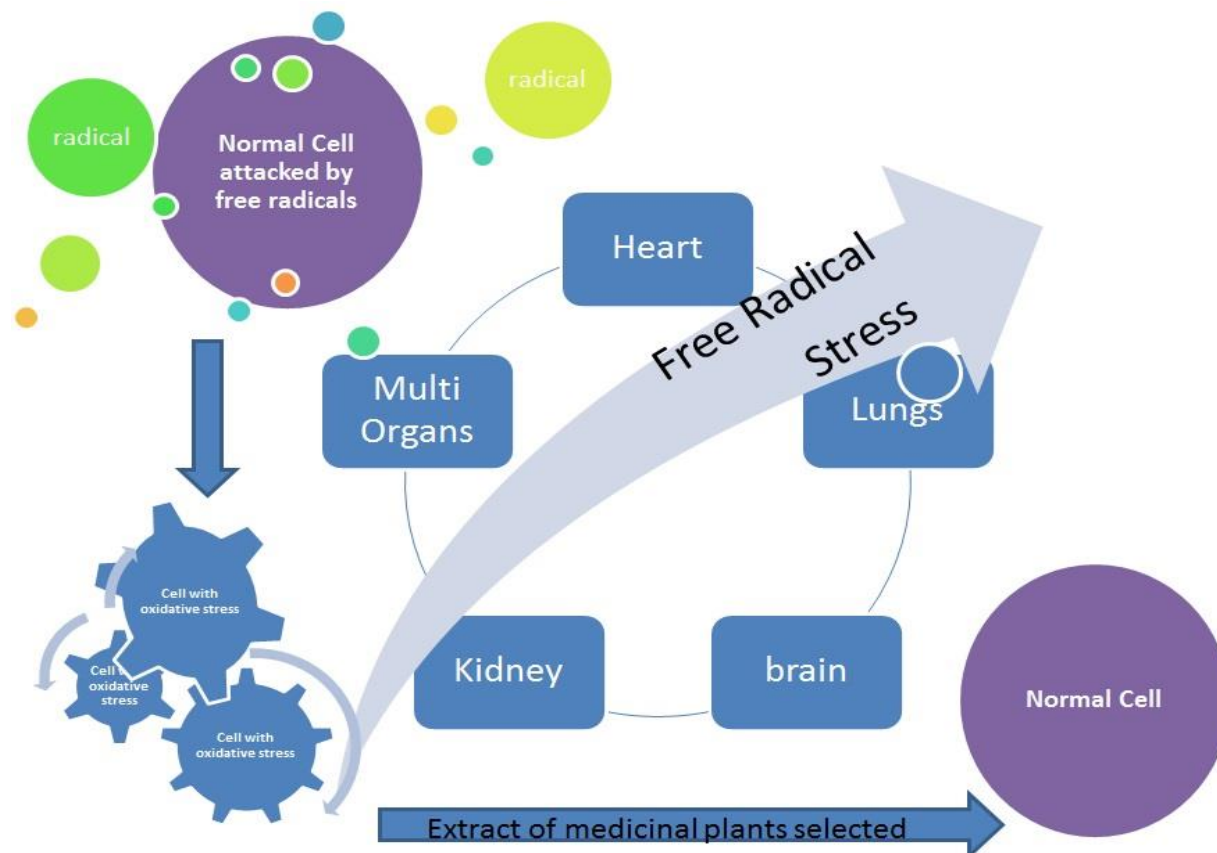 radical
Normal Cell
attacked by
free radicals
radical
Heart
Free Radical
Stress
Multi
Organs
Lungs
Cell with
oxidative stress
Cell
oxidative
stress
Cell with
oxidative stress
Kidney
brain
Normal Cell
Extract of medicinal plants selected